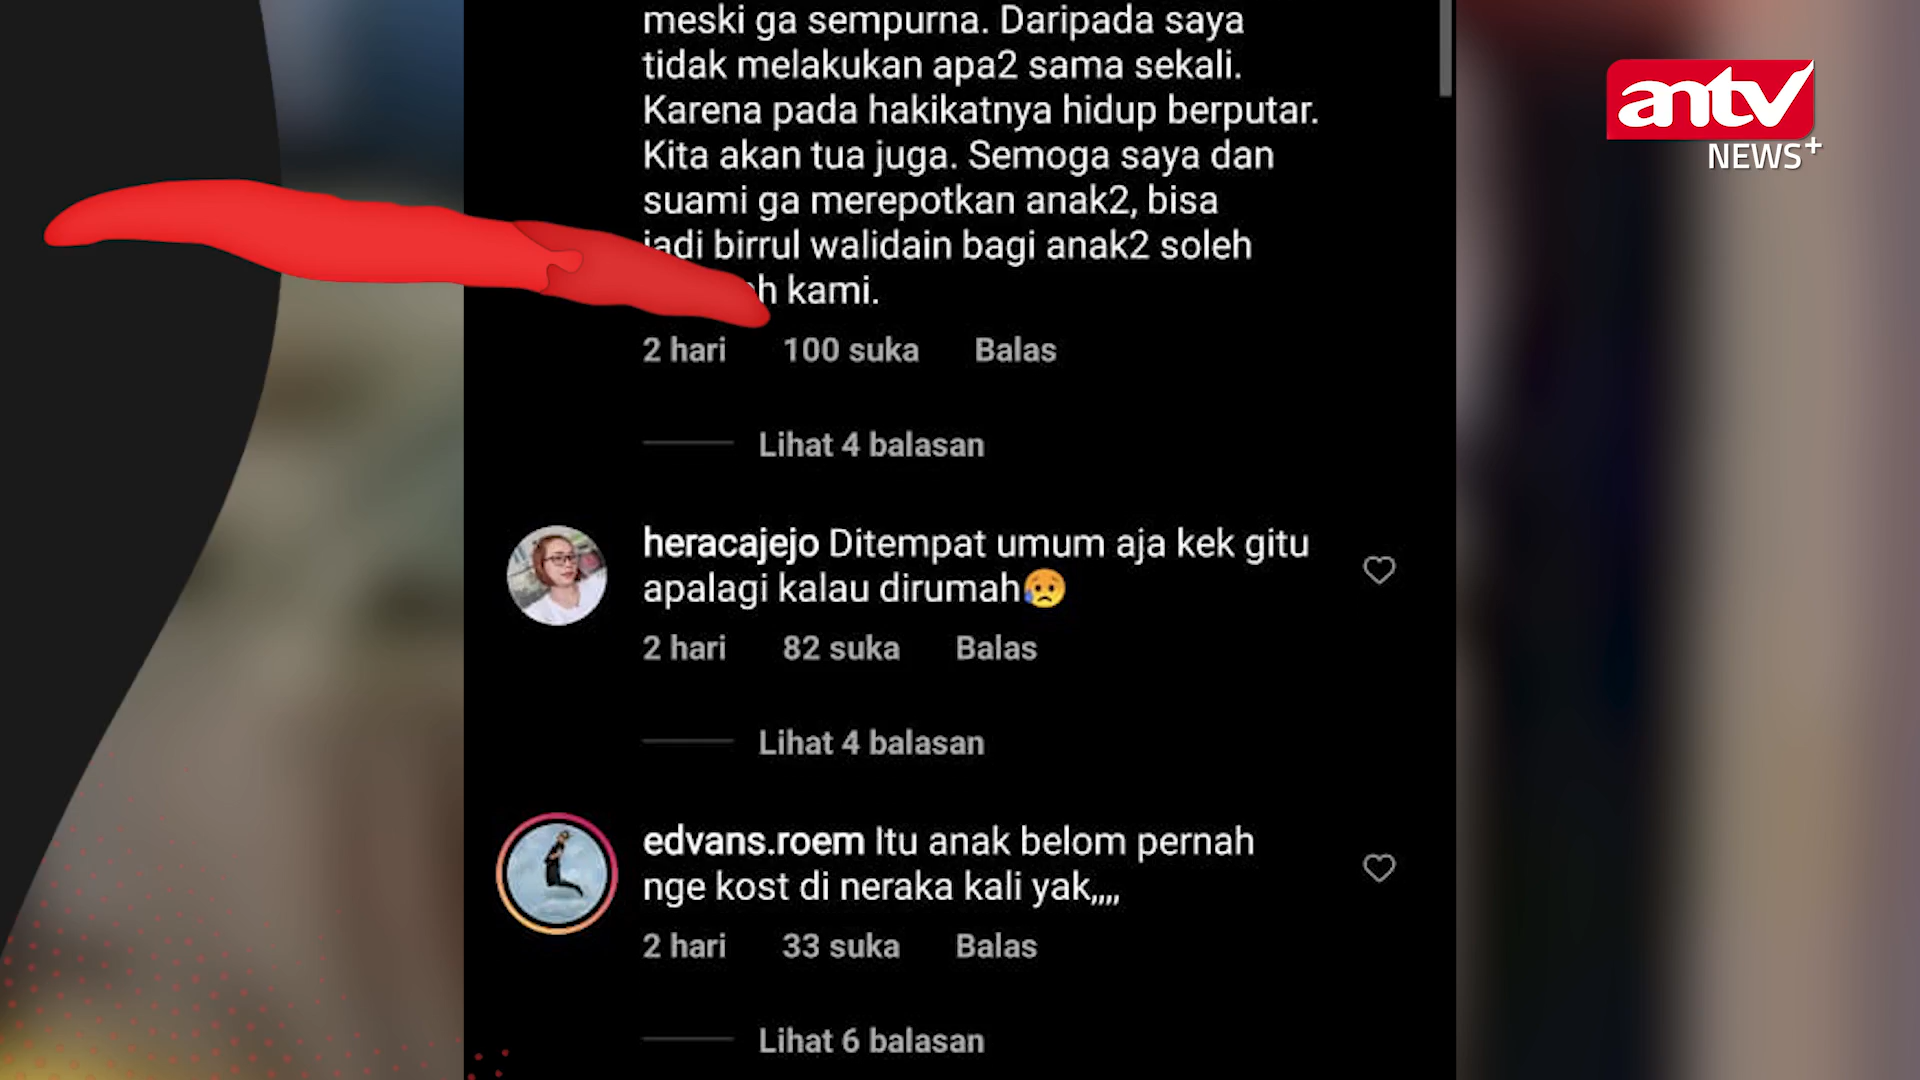 meski ga sempurna. Daripada saya
tidak melakukan apa2 sama sekali.
Karena pada hakikatnya hidup berputar.
Kita akan tua juga. Semoga saya dan
suami ga merepotkan anak2, bisa
jadi birrul walidain bagi anak2 soleh
kami.
2 hari 100 suka Balas
Lihat 4 balasan
heracajejo Ditempat umum aja kek gitu
apalagi kalau dirumah😥
2 hari 82 suka Balas
Lihat 4 balasan
edvans.roem Itu anak belom pernah
nge kost di neraka kali yak,,,,
2 hari 33 suka Balas
Lihat 6 balasan
antv
NEWS+